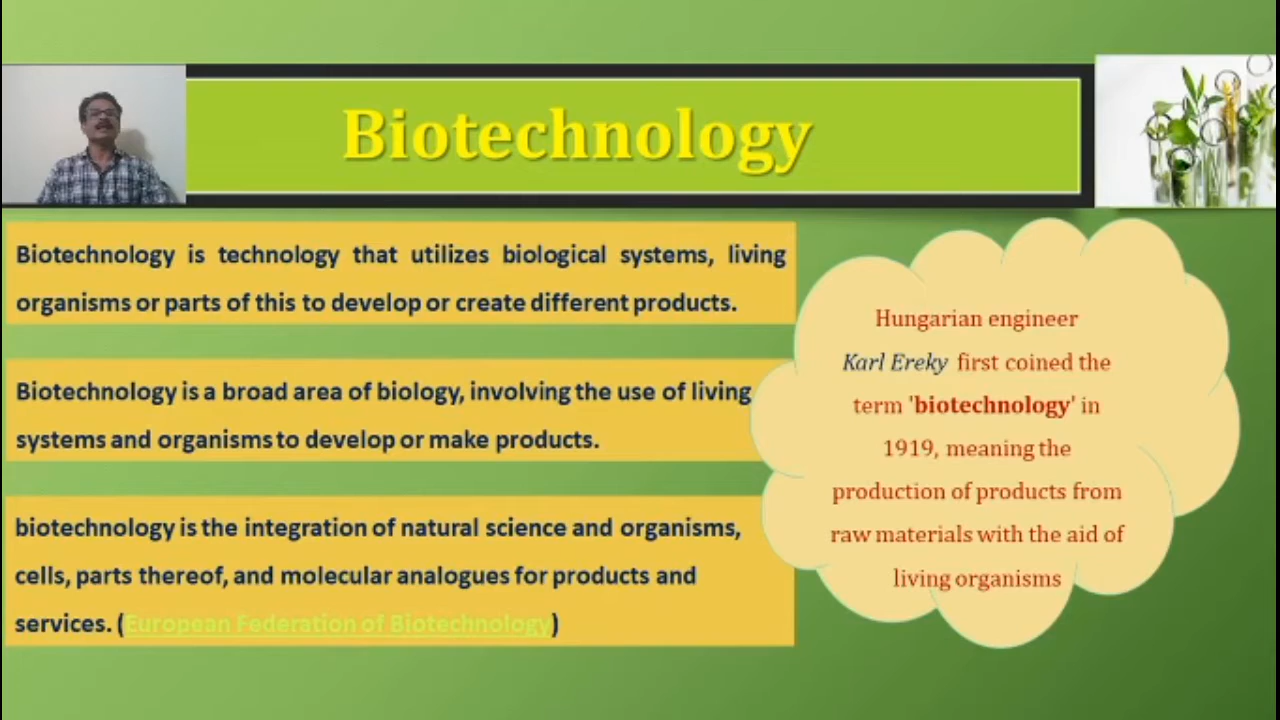 Biotechnology
Biotechnology is technology that utilizes biological systems, living
organisms or parts of this to develop or create different products.
Biotechnology is a broad area of biology, involving the use of living
systems and organisms to develop or make products.
biotechnology is the integration of natural science and organisms,
cells, parts thereof, and molecular analogues for products and
services. (European Federation of Biotechnology)
Hungarian engineer
Karl Ereky first coined the
term 'biotechnology' in
1919, meaning the
production of products from
raw materials with the aid of
living organisms